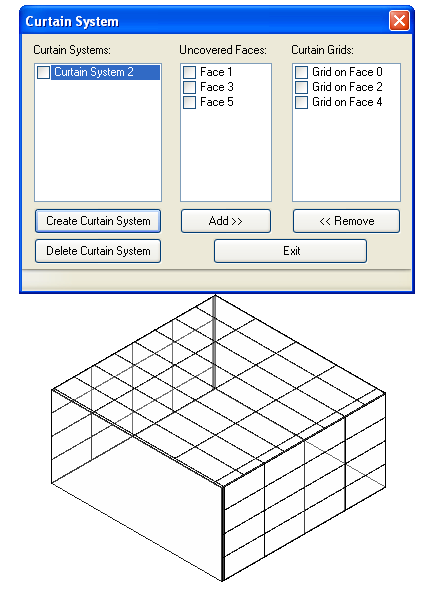 Curtain System
Curtain Systems:
Curtain System 2
Uncovered Faces:
Face 1
Face 3
Face 5
Curtain Grids:
Grid on Face 0
Grid on Face 2
Grid on Face 4
Create Curtain System
Add >>
<< Remove
Delete Curtain System
Exit